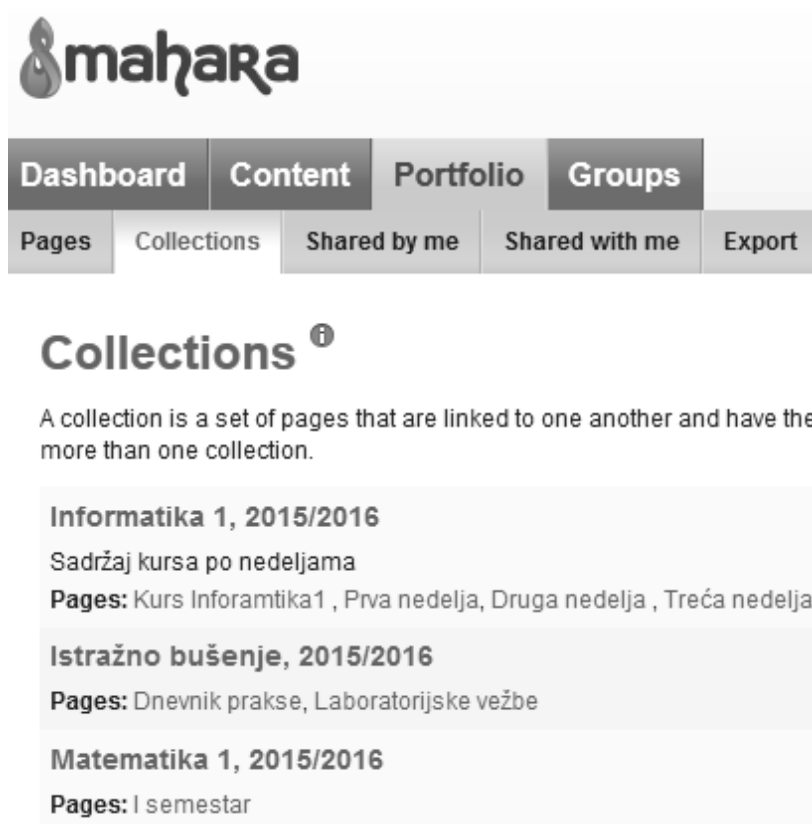 mahara
Dashboard Content Portfolio Groups
Pages Collections Shared by me Shared with me Export
Collections
A collection is a set of pages that are linked to one another and have the
more than one collection.
Informatika 1, 2015/2016
Sadržaj kursa po nedeljama
Pages: Kurs Inforamtika1 , Prva nedelja, Druga nedelja , Treća nedelja
Istražno bušenje, 2015/2016
Pages: Dnevnik prakse, Laboratorijske vežbe
Matematika 1, 2015/2016
Pages: I semestar